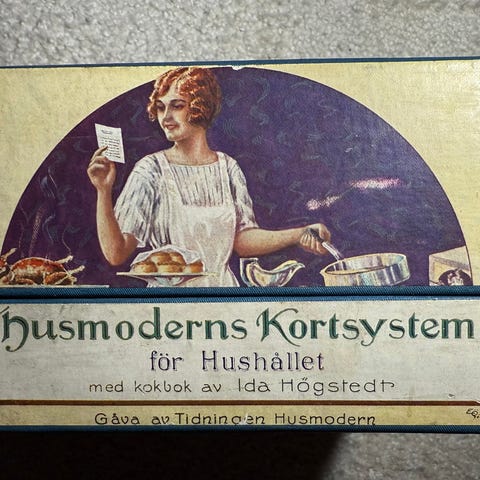 Husmoderns Kortsystem
för Hushållet
med kokbok av Ida Högstedt
Gåva av Tidningen Husmodern